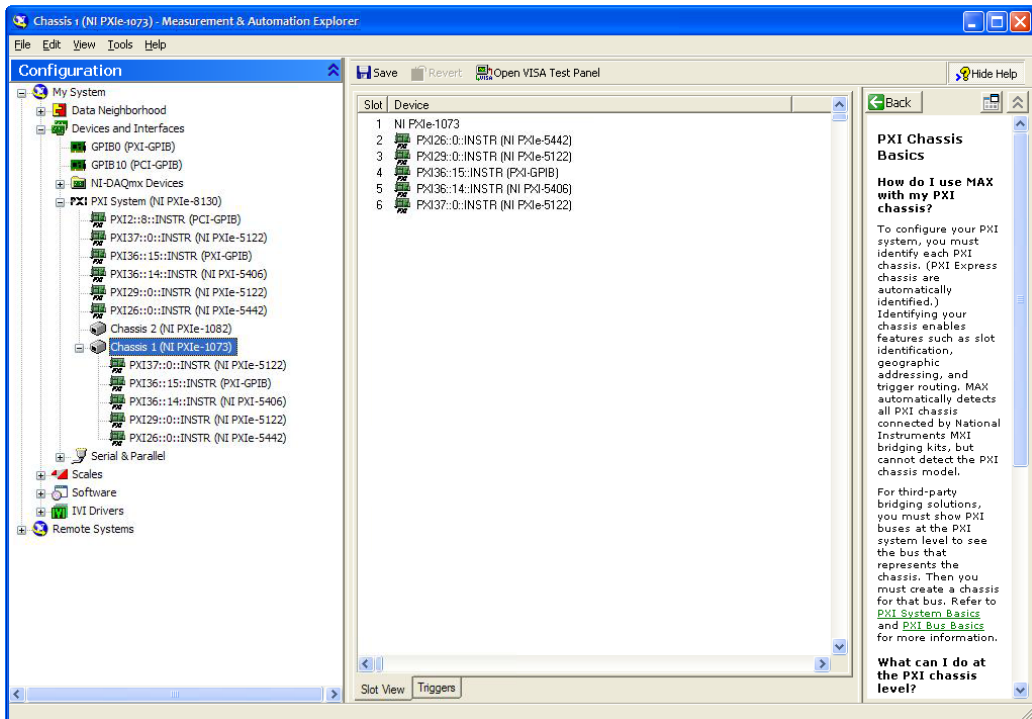 Chassis 1 (NI PXIe-1073) - Measurement & Automation Explorer
File Edit View Tools Help
Configuration
My System
Data Neighborhood
Devices and Interfaces
GPIB0 (PXI-GPIB)
GPIB10 (PCI-GPIB)
NI-DAQmx Devices
PXI PXI System (NI PXIe-8130)
PXI2::8::INSTR (PCI-GPIB)
PXI37::0::INSTR (NI PXIe-5122)
PXI36::15::INSTR (PXI-GPIB)
PXI36::14::INSTR (NI PXI-5406)
PXI29::0::INSTR (NI PXIe-5122)
PXI26::0::INSTR (NI PXIe-5442)
Chassis 2 (NI PXIe-1082)
Chassis 1 (NI PXIe-1073)
PXI37::0::INSTR (NI PXIe-5122)
PXI36::15::INSTR (PXI-GPIB)
PXI36::14::INSTR (NI PXI-5406)
PXI29::0::INSTR (NI PXIe-5122)
PXI26::0::INSTR (NI PXIe-5442)
Serial & Parallel
Scales
Software
IVI Drivers
Remote Systems
Save Revert Open VISA Test Panel
Hide Help
Slot Device
1 NI PXIe-1073
2 PXI26::0::INSTR (NI PXIe-5442)
3 PXI29::0::INSTR (NI PXIe-5122)
4 PXI36::15::INSTR (PXI-GPIB)
5 PXI36::14::INSTR (NI PXI-5406)
6 PXI37::0::INSTR (NI PXIe-5122)
Slot View Triggers
Back
PXI Chassis
Basics
How do I use MAX
with my PXI
chassis?
To configure your PXI
system, you must
identify each PXI
chassis. (PXI Express
chassis are
automatically
identified.)
Identifying your
chassis enables
features such as slot
identification,
geographic
addressing, and
trigger routing. MAX
automatically detects
all PXI chassis
connected by National
Instruments MXI
bridging kits, but
cannot detect the PXI
chassis model.
For third-party
bridging solutions,
you must show PXI
buses at the PXI
system level to see
the bus that
represents the
chassis. Then you
must create a chassis
for that bus. Refer to
PXI System Basics
and PXI Bus Basics
for more information.
What can I do at
the PXI chassis
level?